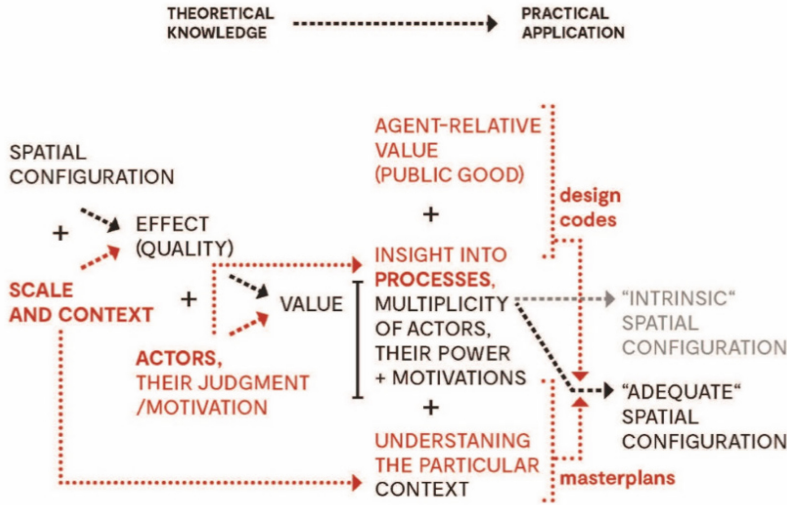 THEORETICAL
KNOWLEDGE
PRACTICAL
APPLICATION
SPATIAL
CONFIGURATION
+
EFFECT
(QUALITY)
SCALE
AND CONTEXT
+
VALUE
ACTORS,
THEIR JUDGMENT
/MOTIVATION
AGENT-RELATIVE
VALUE
(PUBLIC GOOD)
+
INSIGHT INTO
PROCESSES,
MULTIPLICITY
OF ACTORS,
THEIR POWER
+ MOTIVATIONS
+
UNDERSTANING
THE PARTICULAR
CONTEXT
design
codes
"INTRINSIC"
SPATIAL
CONFIGURATION
"ADEQUATE"
SPATIAL
CONFIGURATION
masterplans